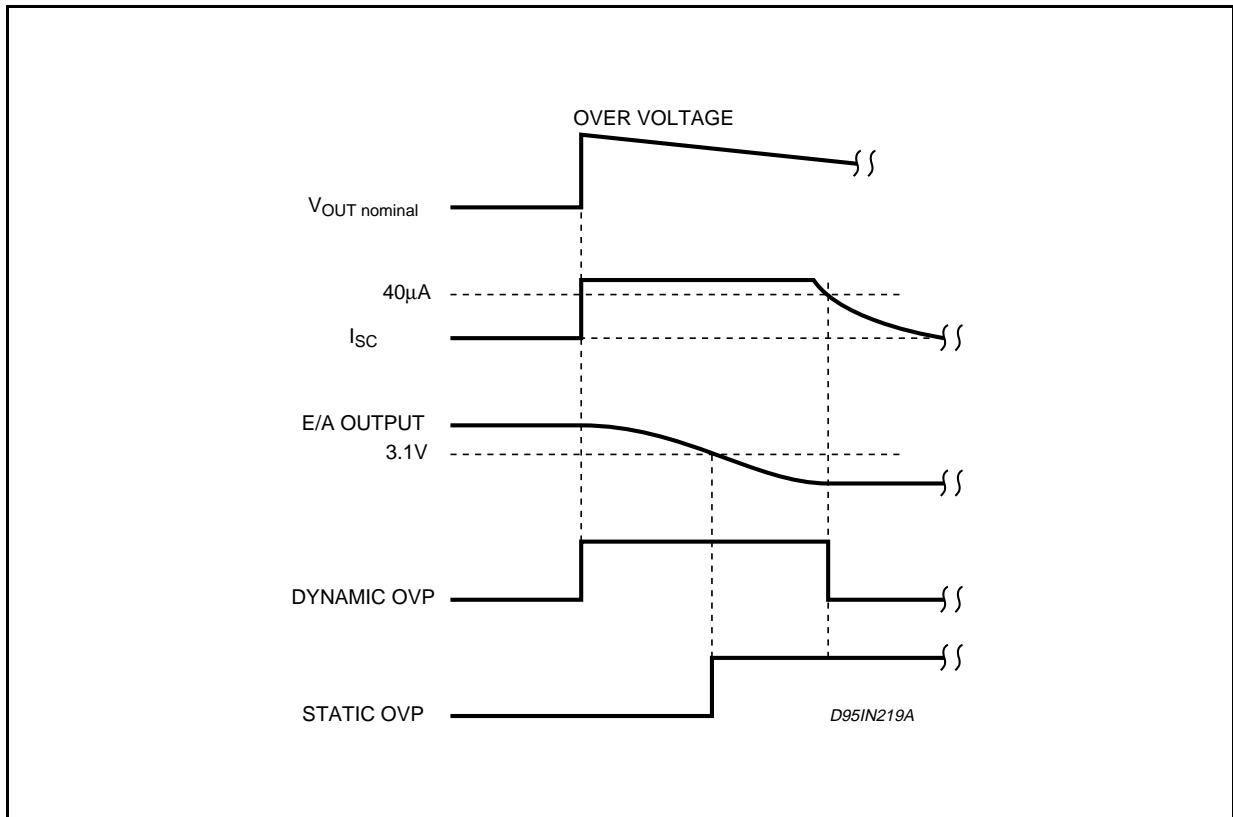 OVER VOLTAGE
VOUT nominal
40μA
ISC
E/A OUTPUT
3.1V
DYNAMIC OVP
STATIC OVP
D95IN219A